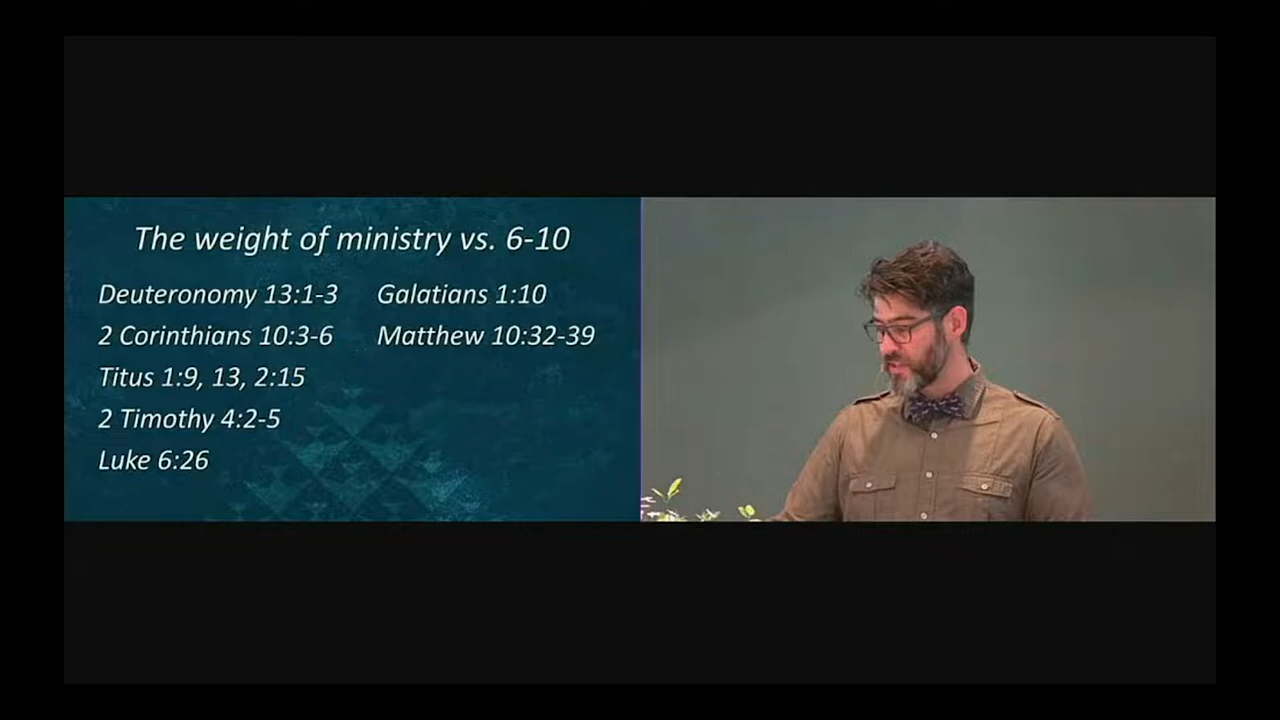 The weight of ministry vs. 6-10
Deuteronomy 13:1-3
2 Corinthians 10:3-6
Titus 1:9, 13, 2:15
2 Timothy 4:2-5
Luke 6:26
Galatians 1:10
Matthew 10:32-39